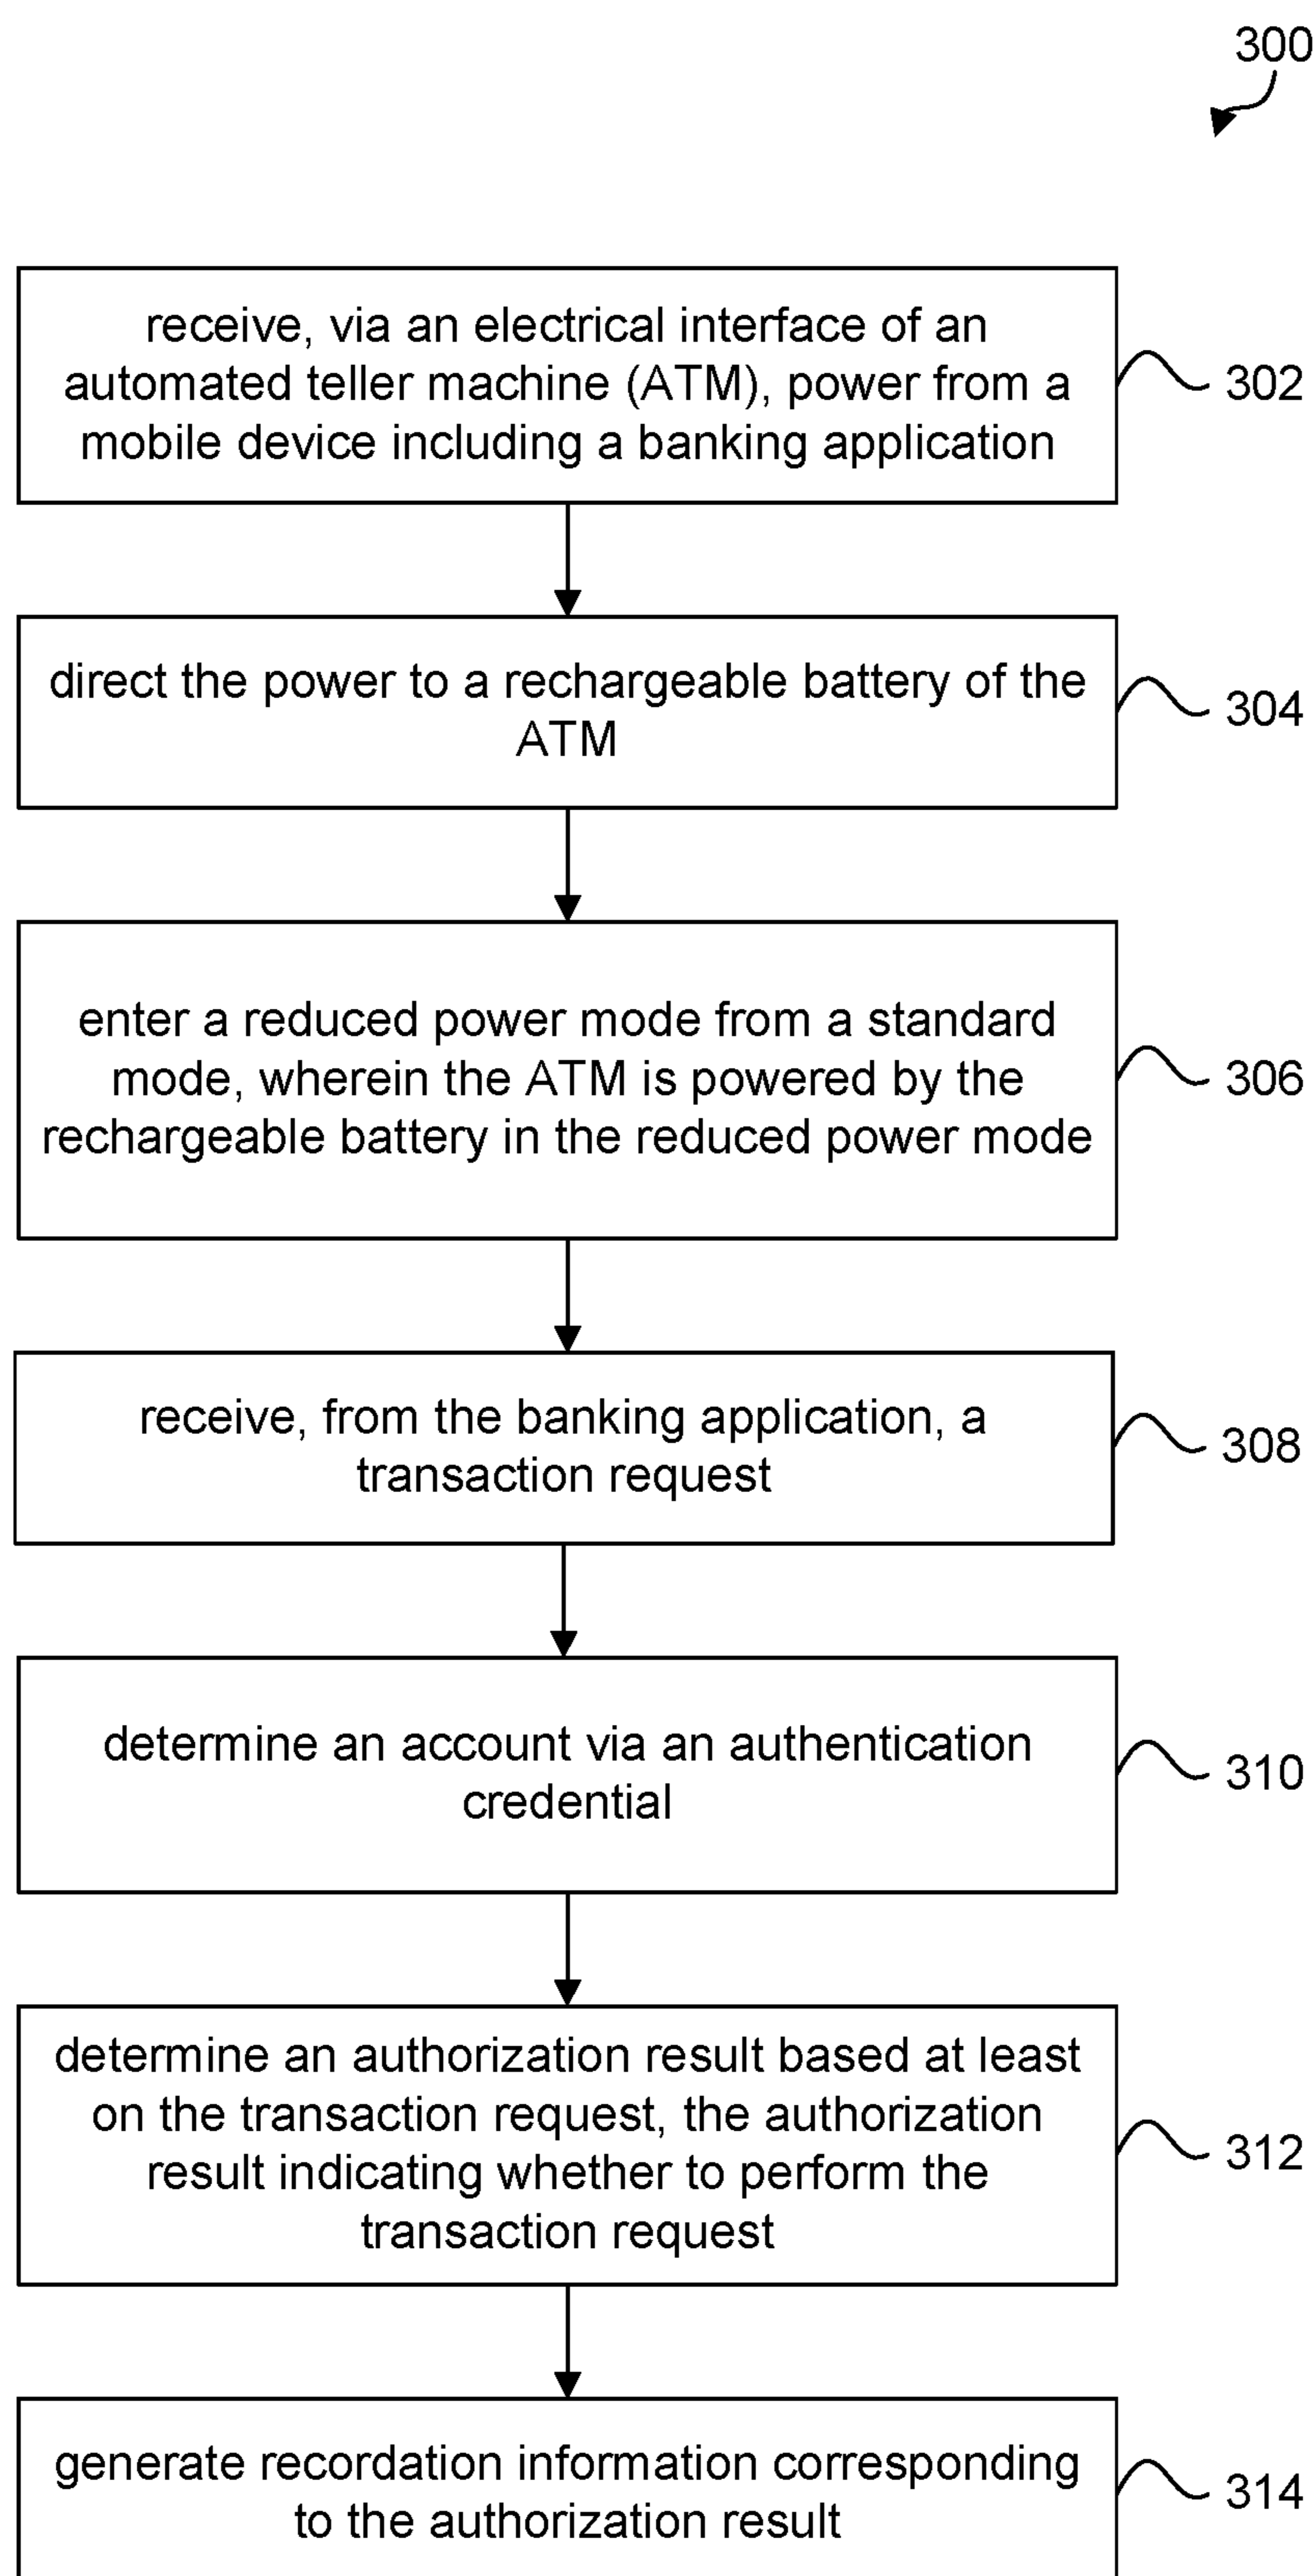 300
receive, via an electrical interface of an
automated teller machine (ATM), power from a
mobile device including a banking application
302
direct the power to a rechargeable battery of the
ATM
304
enter a reduced power mode from a standard
mode, wherein the ATM is powered by the
rechargeable battery in the reduced power mode
306
receive, from the banking application, a
transaction request
308
determine an account via an authentication
credential
310
determine an authorization result based at least
on the transaction request, the authorization
result indicating whether to perform the
transaction request
312
generate recordation information corresponding
to the authorization result
314